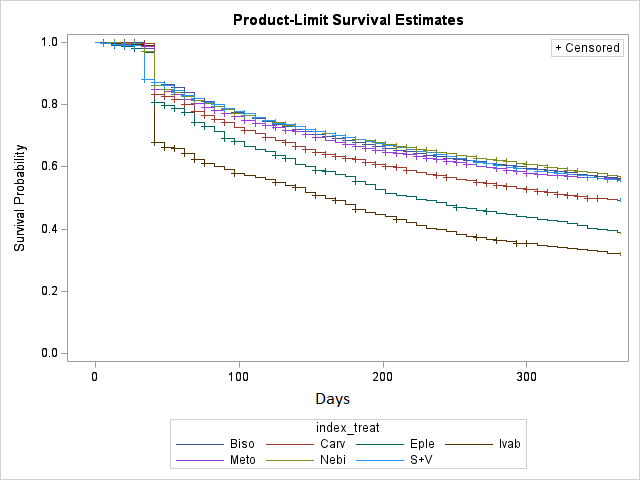 Product-Limit Survival Estimates
+ Censored
Survival Probability
1.0
0.8
0.6
0.4
0.2
0.0
0 100 200 300
Days
index_treat
Biso Carv Eple Ivab
Meto Nebi S+V